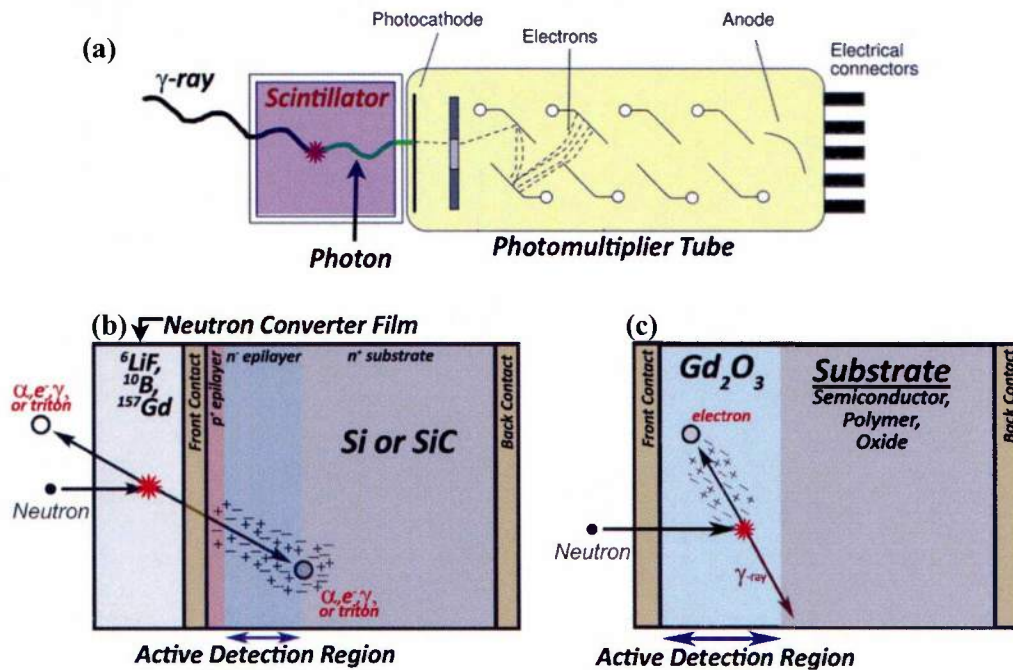 (a)
Photocathode
Electrons
Anode
Electrical
connectors
γ-ray
Scintillator
Photon
Photomultiplier Tube
(b)
Neutron Converter Film
⁶LiF,
¹⁰B,
¹⁵⁷Gd
Front Contact
p⁺ epilayer
n⁻ epilayer
n⁺ substrate
Back Contact
α,e⁻,γ,
or triton
Si or SiC
Neutron
α,e⁻,γ,
or triton
Active Detection Region
(c)
Front Contact
Gd₂O₃
Substrate
Semiconductor,
Polymer,
Oxide
Back Contact
electron
Neutron
γ-ray
Active Detection Region